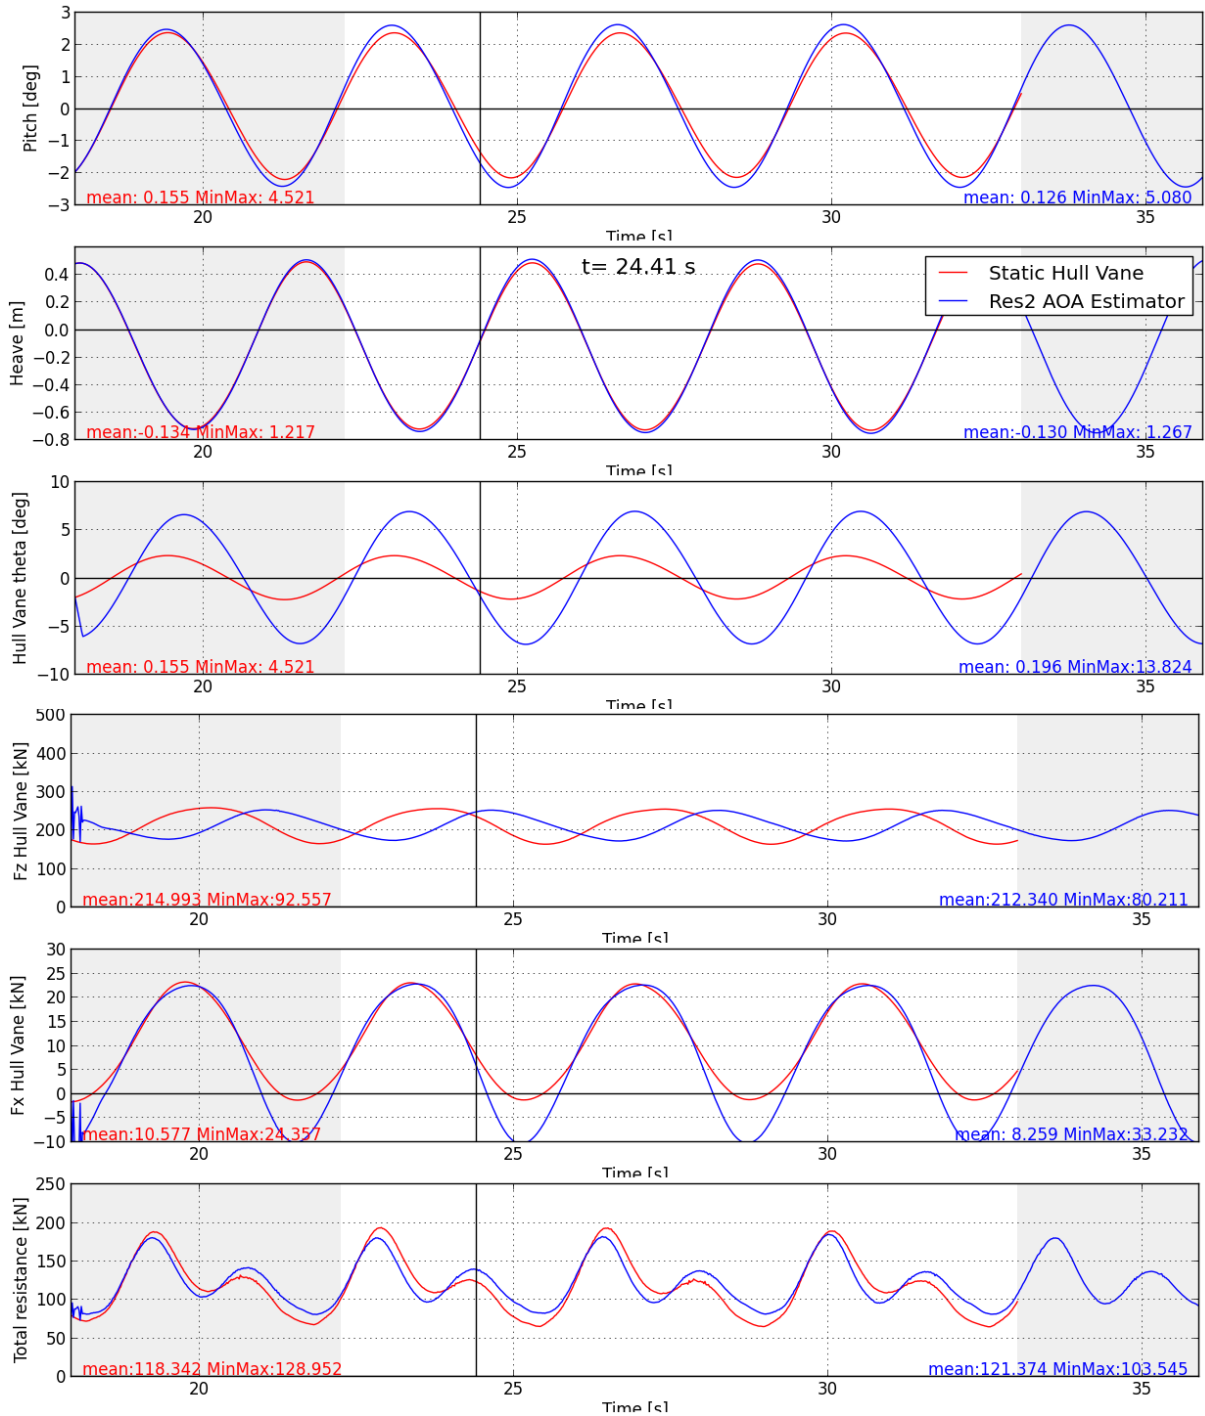 3
2
1
0
−1
−2
−3
Pitch [deg]
mean: 0.155 MinMax: 4.521
mean: 0.126 MinMax: 5.080
20 25 30 35
Time [s]
0.4
0.2
0.0
−0.2
−0.4
−0.6
−0.8
Heave [m]
t= 24.41 s
Static Hull Vane
Res2 AOA Estimator
mean:-0.134 MinMax: 1.217
mean:-0.130 MinMax: 1.267
20 25 30 35
Time [s]
10
5
0
−5
−10
Hull Vane theta [deg]
mean: 0.155 MinMax: 4.521
mean: 0.196 MinMax:13.824
20 25 30 35
Time [s]
500
400
300
200
100
0
Fz Hull Vane [kN]
mean:214.993 MinMax:92.557
mean:212.340 MinMax:80.211
20 25 30 35
Time [s]
30
25
20
15
10
5
0
−5
−10
Fx Hull Vane [kN]
mean:10.577 MinMax:24.357
mean: 8.259 MinMax:33.232
20 25 30 35
Time [s]
250
200
150
100
50
0
Total resistance [kN]
mean:118.342 MinMax:128.952
mean:121.374 MinMax:103.545
20 25 30 35
Time [s]